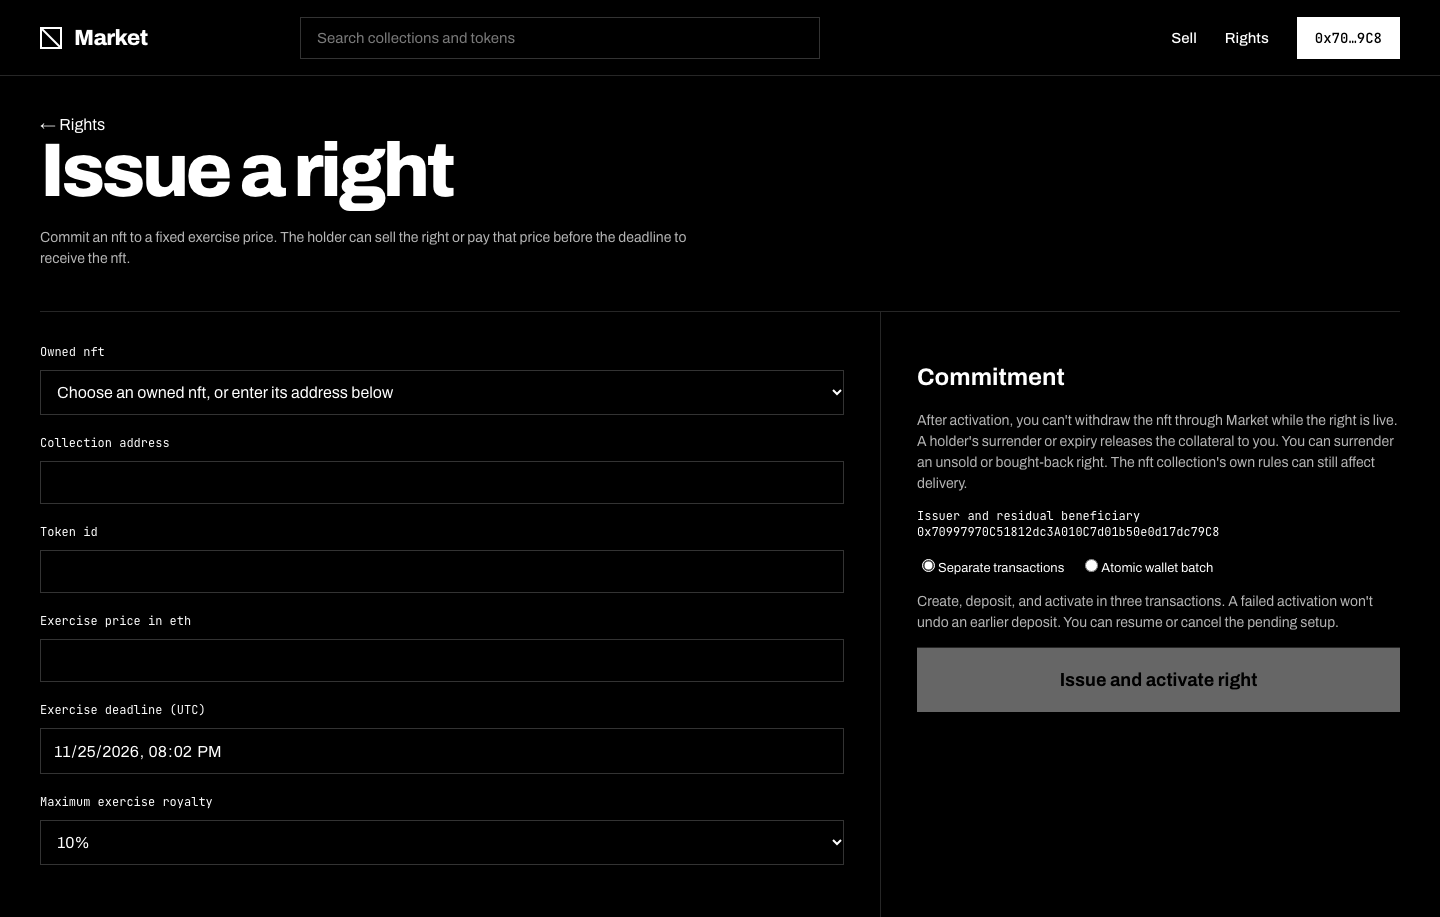 Market
Search collections and tokens
Sell
Rights
0x70…9C8
← Rights
Issue a right
Commit an nft to a fixed exercise price. The holder can sell the right or pay that price before the deadline to
receive the nft.
Owned nft
Choose an owned nft, or enter its address below
Collection address
Token id
Exercise price in eth
Exercise deadline (UTC)
11/25/2026, 08:02 PM
Maximum exercise royalty
10%
Commitment
After activation, you can't withdraw the nft through Market while the right is live.
A holder's surrender or expiry releases the collateral to you. You can surrender
an unsold or bought-back right. The nft collection's own rules can still affect
delivery.
Issuer and residual beneficiary
0x70997970C51812dc3A010C7d01b50e0d17dc79C8
Separate transactions
Atomic wallet batch
Create, deposit, and activate in three transactions. A failed activation won't
undo an earlier deposit. You can resume or cancel the pending setup.
Issue and activate right